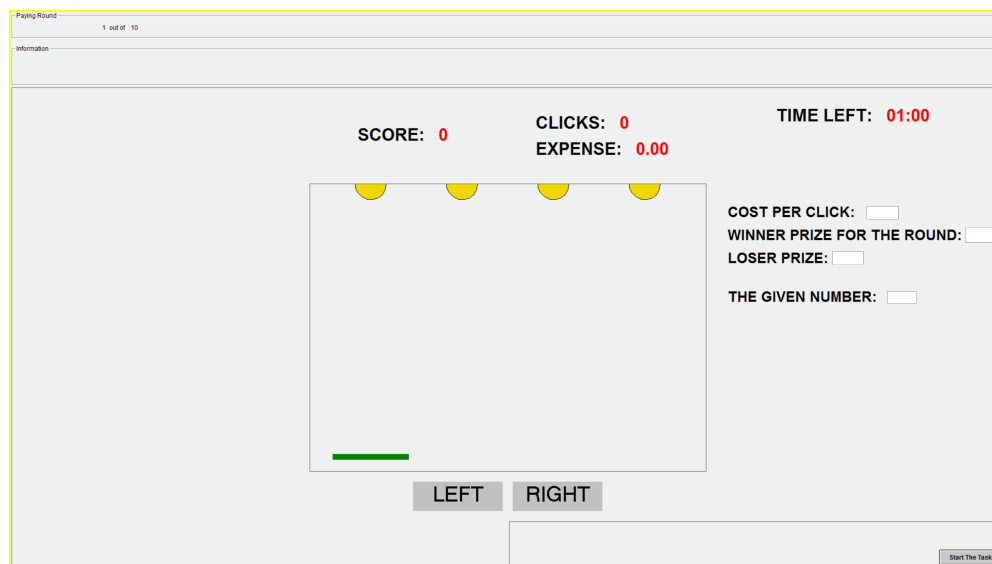 Paying Round
1 out of 10
Information
SCORE: 0
CLICKS: 0
EXPENSE: 0.00
TIME LEFT: 01:00
COST PER CLICK:
WINNER PRIZE FOR THE ROUND:
LOSER PRIZE:
THE GIVEN NUMBER:
LEFT
RIGHT
Start The Task